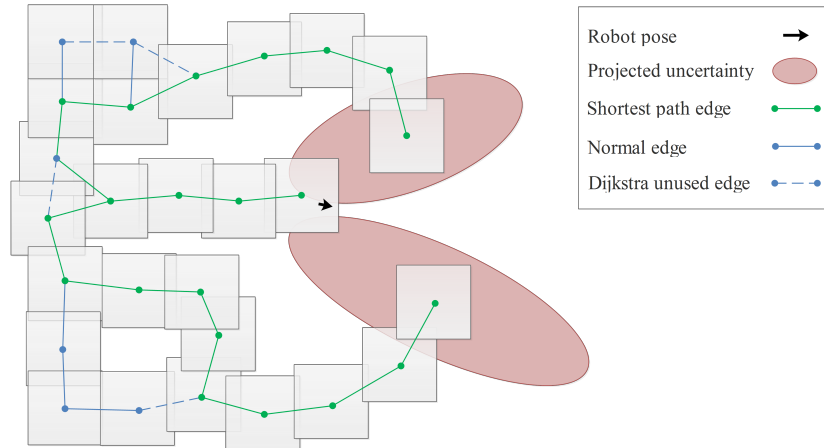 Robot pose
Projected uncertainty
Shortest path edge
Normal edge
Dijkstra unused edge